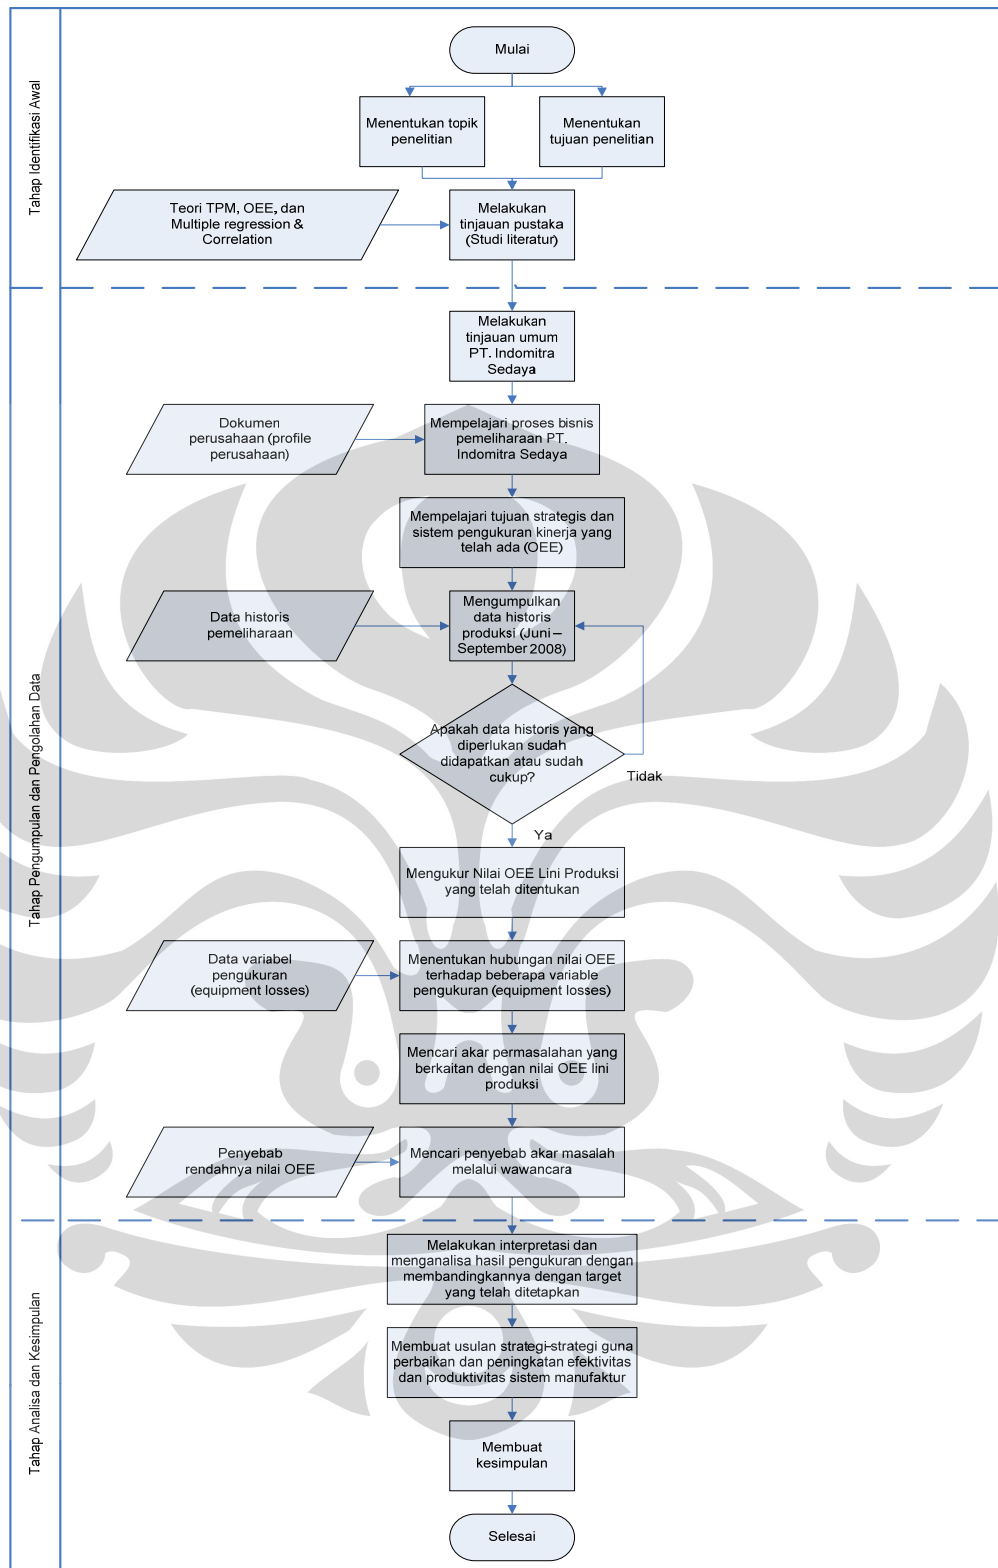 Tahap Identifikasi Awal
Mulai
Menentukan topik
penelitian
Menentukan
tujuan penelitian
Teori TPM, OEE, dan
Multiple regression &
Correlation
Melakukan
tinjauan pustaka
(Studi literatur)
Tahap Pengumpulan dan Pengolahan Data
Melakukan
tinjauan umum
PT. Indomitra
Sedaya
Dokumen
perusahaan (profile
perusahaan)
Mempelajari proses bisnis
pemeliharaan PT.
Indomitra Sedaya
Mempelajari tujuan strategis dan
sistem pengukuran kinerja yang
telah ada (OEE)
Data historis
pemeliharaan
Mengumpulkan
data historis
produksi (Juni –
September 2008)
Apakah data historis yang
diperlukan sudah
didapatkan atau sudah
cukup?
Tidak
Ya
Mengukur Nilai OEE Lini Produksi
yang telah ditentukan
Data variabel
pengukuran
(equipment losses)
Menentukan hubungan nilai OEE
terhadap beberapa variable
pengukuran (equipment losses)
Mencari akar permasalahan yang
berkaitan dengan nilai OEE lini
produksi
Penyebab
rendahnya nilai OEE
Mencari penyebab akar masalah
melalui wawancara
Tahap Analisa dan Kesimpulan
Melakukan interpretasi dan
menganalisa hasil pengukuran dengan
membandingkannya dengan target
yang telah ditetapkan
Membuat usulan strategi-strategi guna
perbaikan dan peningkatan efektivitas
dan produktivitas sistem manufaktur
Membuat
kesimpulan
Selesai